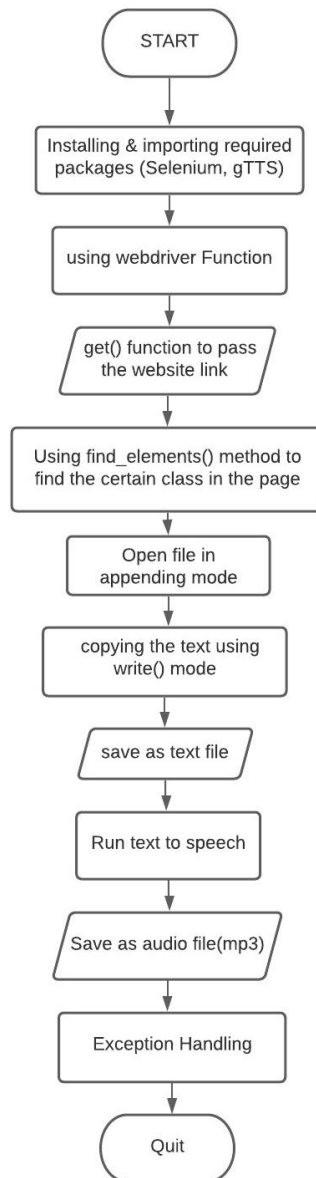 START
Installing & importing required
packages (Selenium, gTTS)
using webdriver Function
get() function to pass
the website link
Using find_elements() method to
find the certain class in the page
Open file in
appending mode
copying the text using
write() mode
save as text file
Run text to speech
Save as audio file(mp3)
Exception Handling
Quit